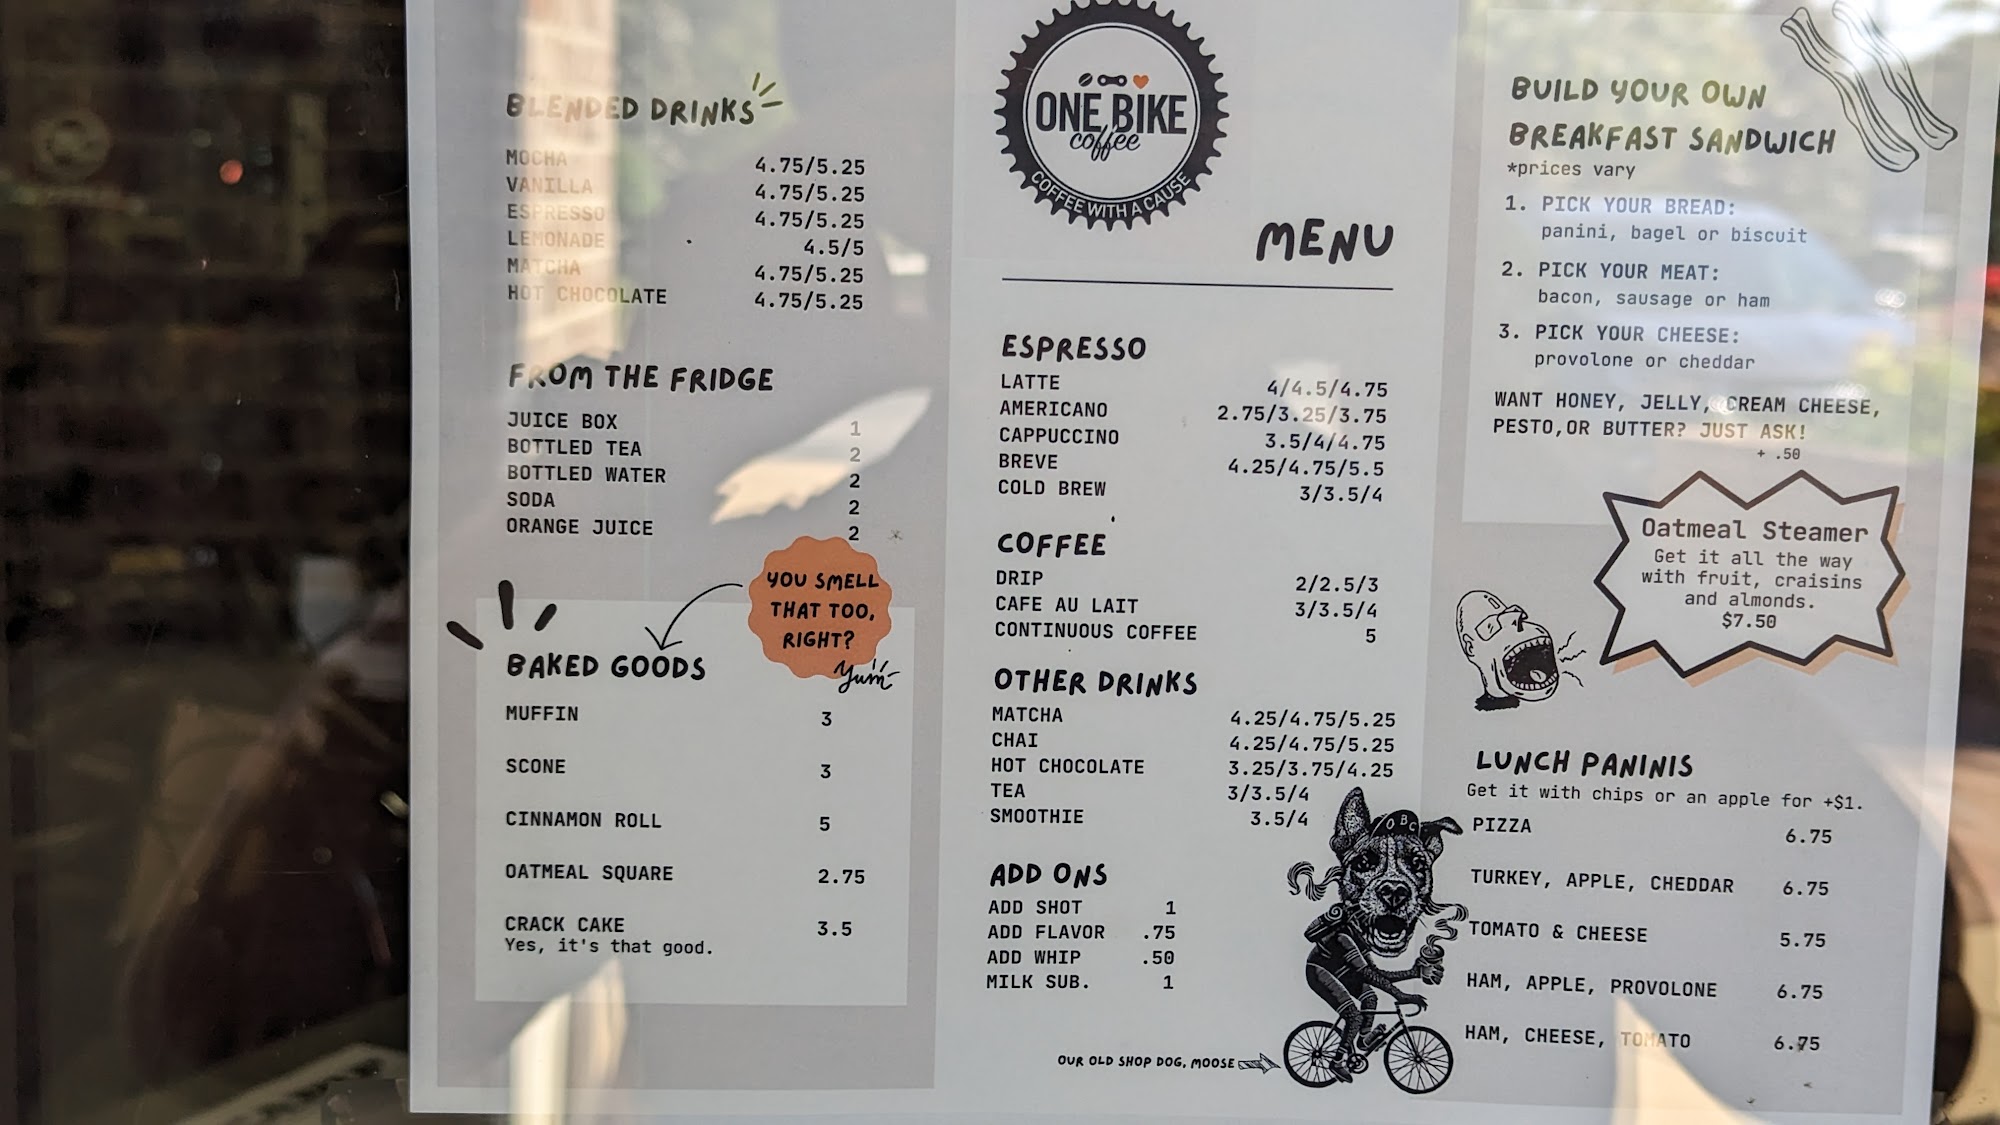 BLENDED DRINKS
MOCHA 4.75/5.25
VANILLA 4.75/5.25
ESPRESSO 4.75/5.25
LEMONADE 4.5/5
MATCHA 4.75/5.25
HOT CHOCOLATE 4.75/5.25
FROM THE FRIDGE
JUICE BOX 1
BOTTLED TEA 2
BOTTLED WATER 2
SODA 2
ORANGE JUICE 2
YOU SMELL
THAT TOO,
RIGHT?
Yum
BAKED GOODS
MUFFIN 3
SCONE 3
CINNAMON ROLL 5
OATMEAL SQUARE 2.75
CRACK CAKE 3.5
Yes, it's that good.
ONE BIKE
coffee
COFFEE WITH A CAUSE
MENU
ESPRESSO
LATTE 4/4.5/4.75
AMERICANO 2.75/3.25/3.75
CAPPUCCINO 3.5/4/4.75
BREVE 4.25/4.75/5.5
COLD BREW 3/3.5/4
COFFEE
DRIP 2/2.5/3
CAFE AU LAIT 3/3.5/4
CONTINUOUS COFFEE 5
OTHER DRINKS
MATCHA 4.25/4.75/5.25
CHAI 4.25/4.75/5.25
HOT CHOCOLATE 3.25/3.75/4.25
TEA 3/3.5/4
SMOOTHIE 3.5/4
ADD ONS
ADD SHOT 1
ADD FLAVOR .75
ADD WHIP .50
MILK SUB. 1
OBC
OUR OLD SHOP DOG, MOOSE
BUILD YOUR OWN
BREAKFAST SANDWICH
*prices vary
1. PICK YOUR BREAD:
panini, bagel or biscuit
2. PICK YOUR MEAT:
bacon, sausage or ham
3. PICK YOUR CHEESE:
provolone or cheddar
WANT HONEY, JELLY, CREAM CHEESE,
PESTO,OR BUTTER? JUST ASK!
+ .50
Oatmeal Steamer
Get it all the way
with fruit, craisins
and almonds.
$7.50
LUNCH PANINIS
Get it with chips or an apple for +$1.
PIZZA 6.75
TURKEY, APPLE, CHEDDAR 6.75
TOMATO & CHEESE 5.75
HAM, APPLE, PROVOLONE 6.75
HAM, CHEESE, TOMATO 6.75